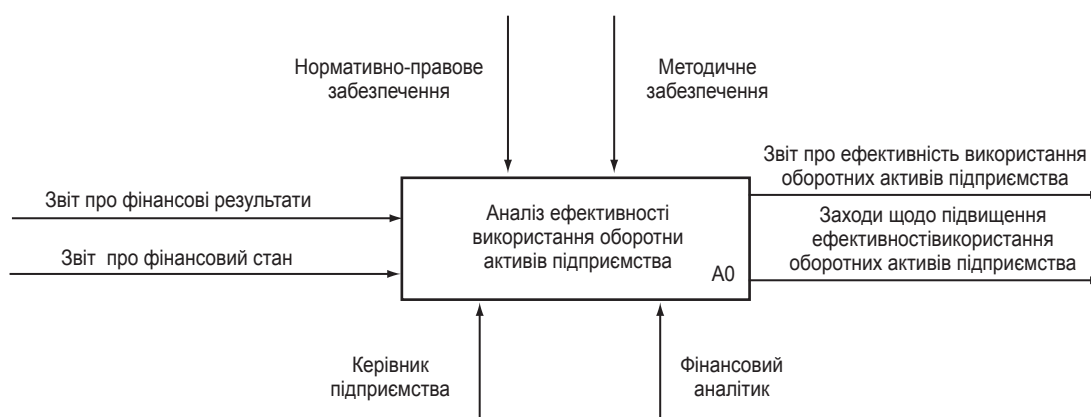 Нормативно-правове
забезпечення
Методичне
забезпечення
Звіт про фінансові результати
Звіт про фінансовий стан
Аналіз ефективності
використання оборотни
активів підприємства
А0
Звіт про ефективність використання
оборотних активів підприємства
Заходи щодо підвищення
ефективностівикористання
оборотних активів підприємства
Керівник
підприємства
Фінансовий
аналітик